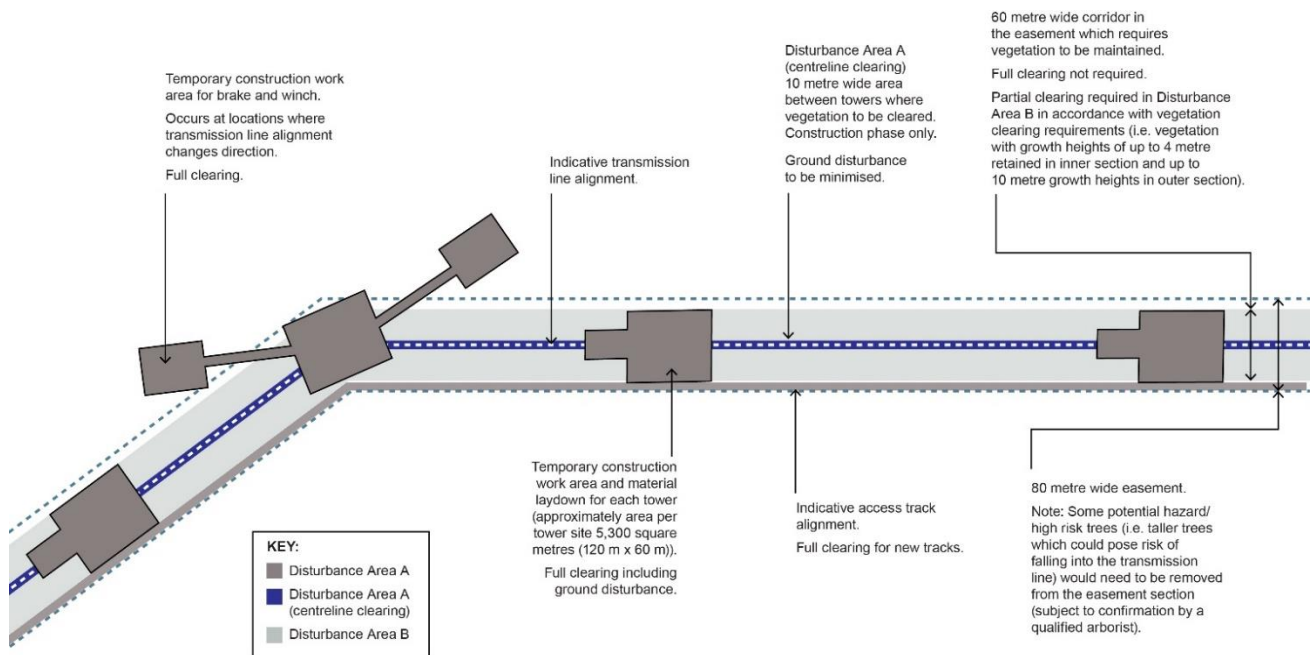 Temporary construction work
area for brake and winch.
Occurs at locations where
transmission line alignment
changes direction.
Full clearing.
Indicative transmission
line alignment.
Disturbance Area A
(centreline clearing)
10 metre wide area
between towers where
vegetation to be cleared.
Construction phase only.
Ground disturbance
to be minimised.
60 metre wide corridor in
the easement which requires
vegetation to be maintained.
Full clearing not required.
Partial clearing required in Disturbance
Area B in accordance with vegetation
clearing requirements (i.e. vegetation
with growth heights of up to 4 metre
retained in inner section and up to
10 metre growth heights in outer section).
Temporary construction
work area and material
laydown for each tower
(approximately area per
tower site 5,300 square
metres (120 m x 60 m)).
Full clearing including
ground disturbance.
Indicative access track
alignment.
Full clearing for new tracks.
80 metre wide easement.
Note: Some potential hazard/
high risk trees (i.e. taller trees
which could pose risk of
falling into the transmission
line) would need to be removed
from the easement section
(subject to confirmation by a
qualified arborist).
KEY:
Disturbance Area A
Disturbance Area A
(centreline clearing)
Disturbance Area B